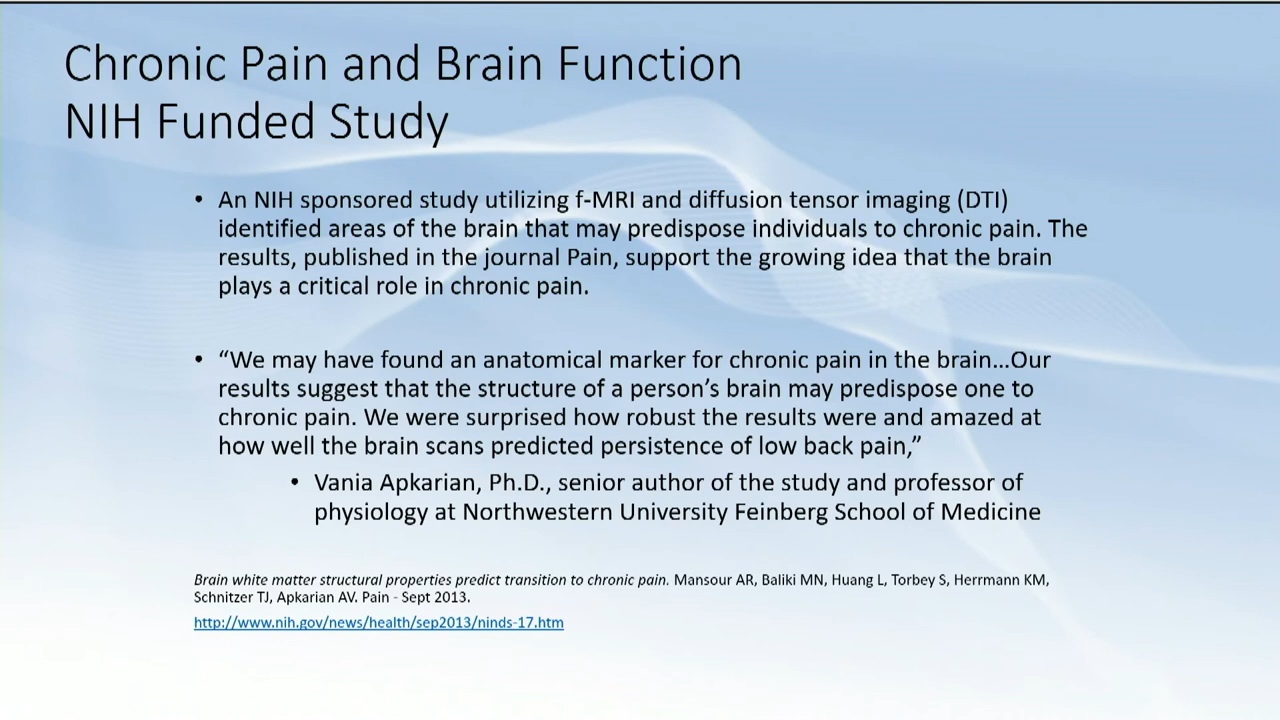 Chronic Pain and Brain Function
NIH Funded Study
• An NIH sponsored study utilizing f-MRI and diffusion tensor imaging (DTI)
identified areas of the brain that may predispose individuals to chronic pain. The
results, published in the journal Pain, support the growing idea that the brain
plays a critical role in chronic pain.
• “We may have found an anatomical marker for chronic pain in the brain…Our
results suggest that the structure of a person’s brain may predispose one to
chronic pain. We were surprised how robust the results were and amazed at
how well the brain scans predicted persistence of low back pain,”
• Vania Apkarian, Ph.D., senior author of the study and professor of
physiology at Northwestern University Feinberg School of Medicine
Brain white matter structural properties predict transition to chronic pain. Mansour AR, Baliki MN, Huang L, Torbey S, Herrmann KM,
Schnitzer TJ, Apkarian AV. Pain - Sept 2013.
http://www.nih.gov/news/health/sep2013/ninds-17.htm